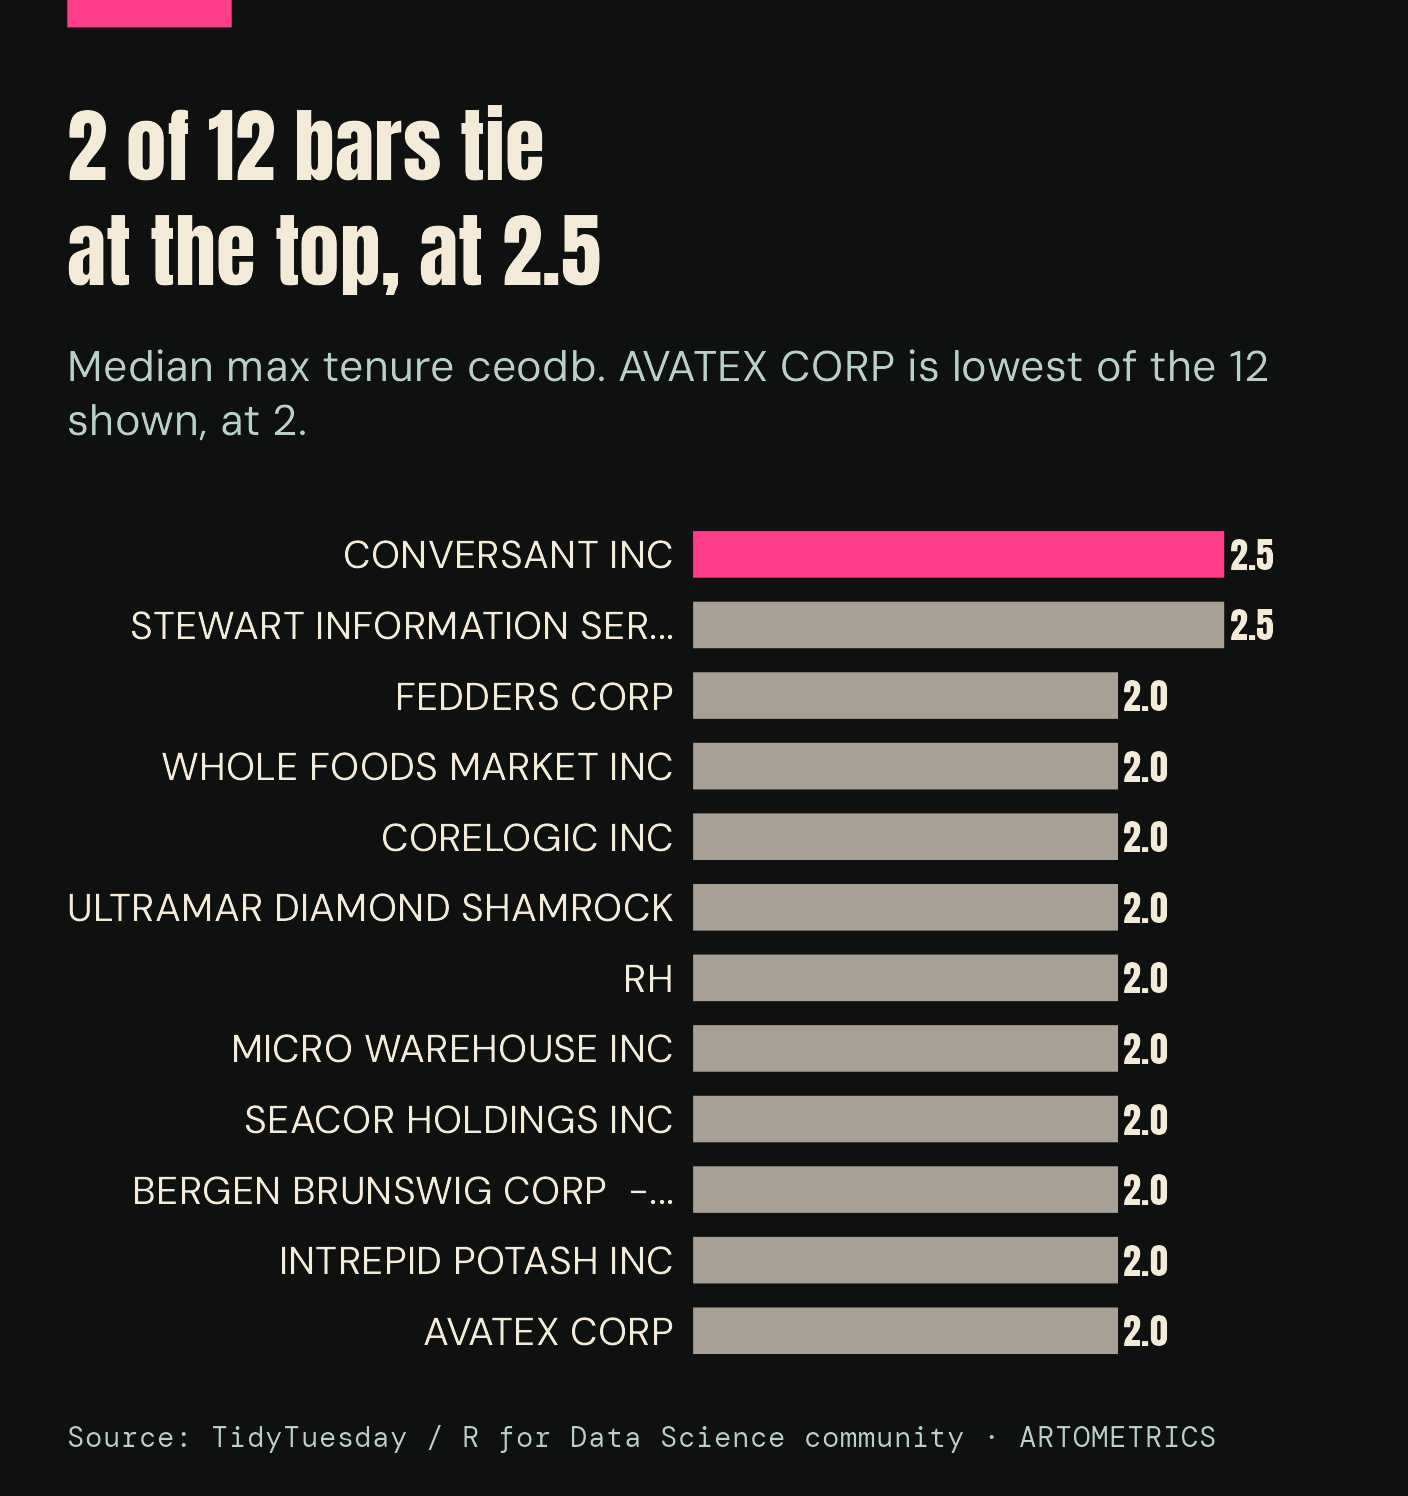 2 of 12 bars tie
at the top, at 2.5
Median max tenure ceodb. AVATEX CORP is lowest of the 12
shown, at 2.
CONVERSANT INC 2.5
STEWART INFORMATION SER... 2.5
FEDDERS CORP 2.0
WHOLE FOODS MARKET INC 2.0
CORELOGIC INC 2.0
ULTRAMAR DIAMOND SHAMROCK 2.0
RH 2.0
MICRO WAREHOUSE INC 2.0
SEACOR HOLDINGS INC 2.0
BERGEN BRUNSWIG CORP  -... 2.0
INTREPID POTASH INC 2.0
AVATEX CORP 2.0
Source: TidyTuesday / R for Data Science community · ARTOMETRICS